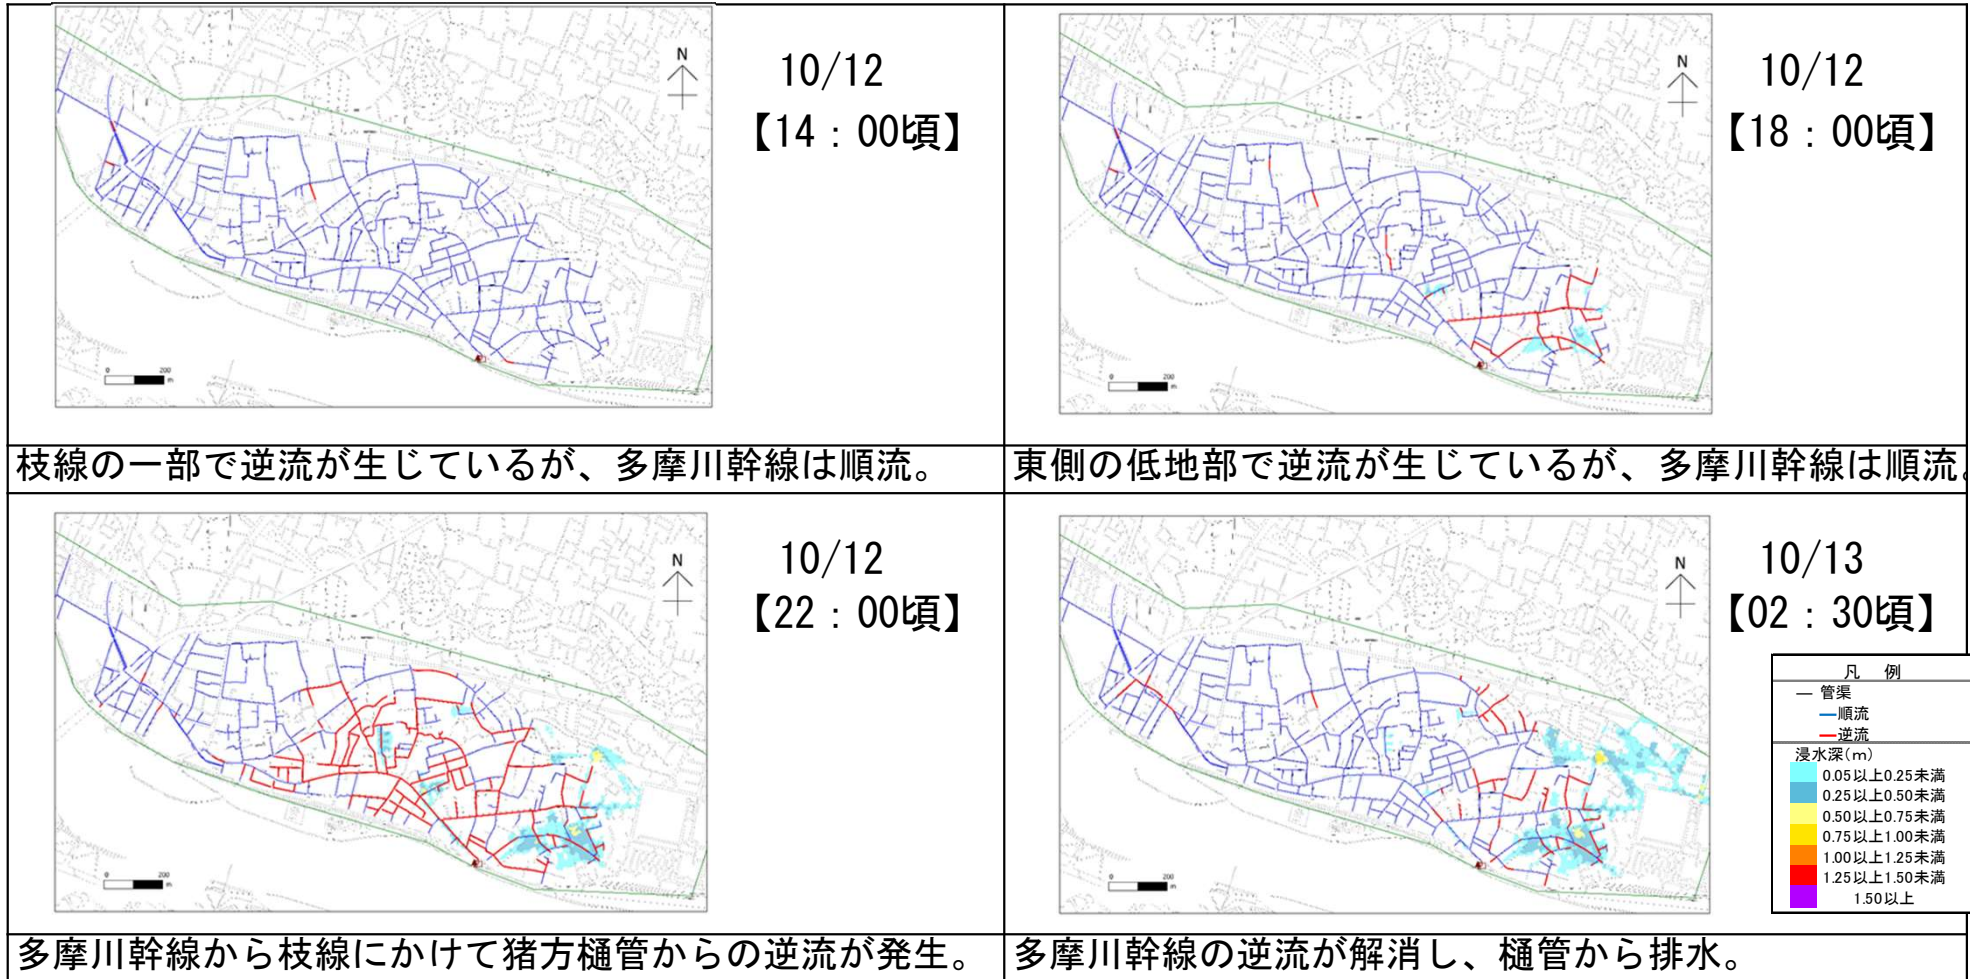 N
10/12
【14：00頃】
0 200
m
枝線の一部で逆流が生じているが、多摩川幹線は順流。
N
10/12
【18：00頃】
0 200
m
東側の低地部で逆流が生じているが、多摩川幹線は順流。
N
10/12
【22：00頃】
0 200
m
多摩川幹線から枝線にかけて猪方樋管からの逆流が発生。
N
10/13
【02：30頃】
0 200
m
凡　例
管渠
順流
逆流
浸水深(m)
0.05以上0.25未満
0.25以上0.50未満
0.50以上0.75未満
0.75以上1.00未満
1.00以上1.25未満
1.25以上1.50未満
1.50以上
多摩川幹線の逆流が解消し、樋管から排水。